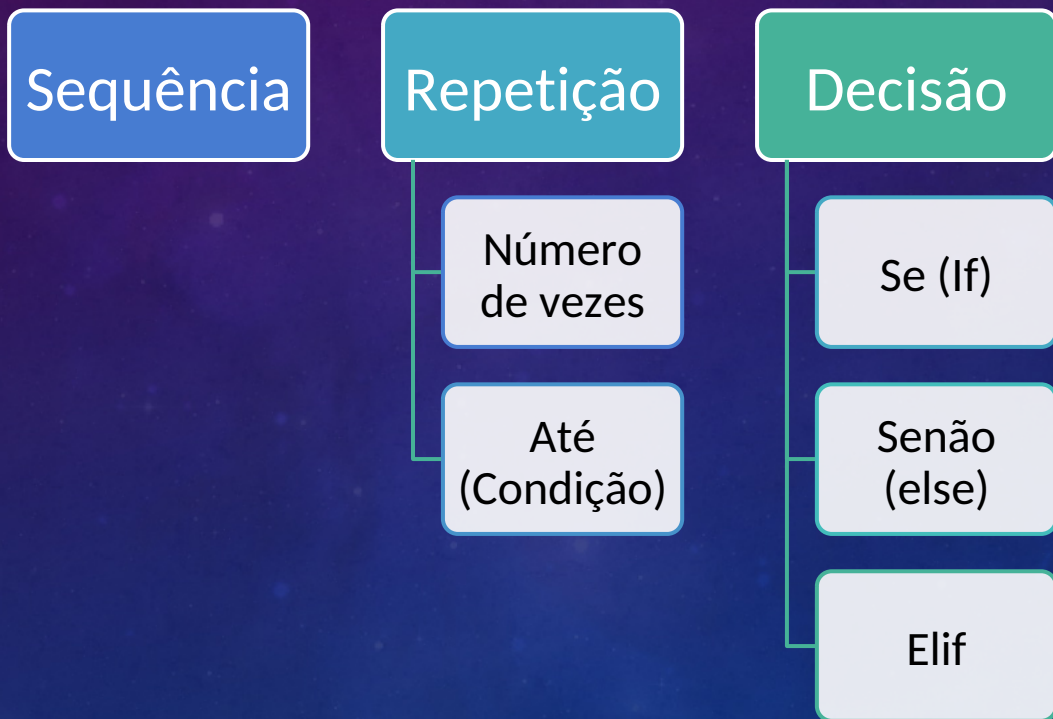 Sequência
Repetição
Número
de vezes
Até
(Condição)
Decisão
Se (If)
Senão
(else)
Elif